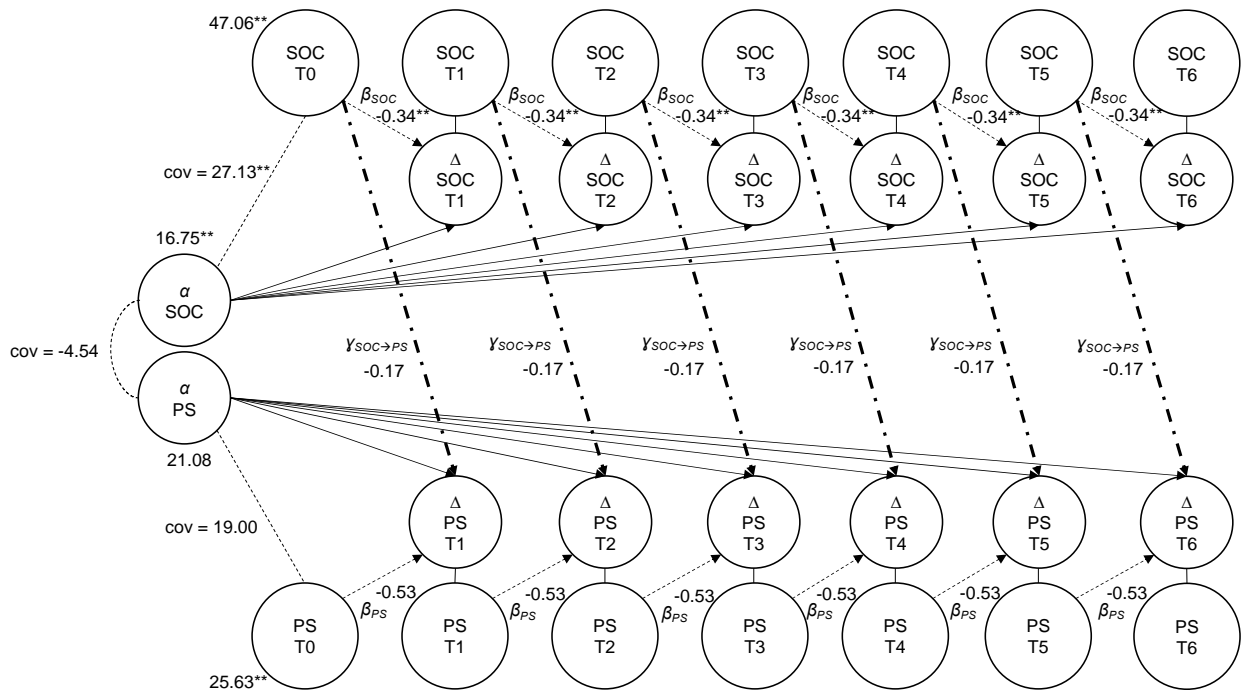 47.06**
SOC
T0
SOC
T1
SOC
T2
SOC
T3
SOC
T4
SOC
T5
SOC
T6
βSOC
-0.34**
βSOC
-0.34**
βSOC
-0.34**
βSOC
-0.34**
βSOC
-0.34**
βSOC
-0.34**
Δ
SOC
T1
Δ
SOC
T2
Δ
SOC
T3
Δ
SOC
T4
Δ
SOC
T5
Δ
SOC
T6
cov = 27.13**
16.75**
α
SOC
cov = -4.54
α
PS
21.08
γSOC→PS
-0.17
γSOC→PS
-0.17
γSOC→PS
-0.17
γSOC→PS
-0.17
γSOC→PS
-0.17
γSOC→PS
-0.17
cov = 19.00
Δ
PS
T1
Δ
PS
T2
Δ
PS
T3
Δ
PS
T4
Δ
PS
T5
Δ
PS
T6
-0.53
βPS
-0.53
βPS
-0.53
βPS
-0.53
βPS
-0.53
βPS
-0.53
βPS
PS
T0
PS
T1
PS
T2
PS
T3
PS
T4
PS
T5
PS
T6
25.63**